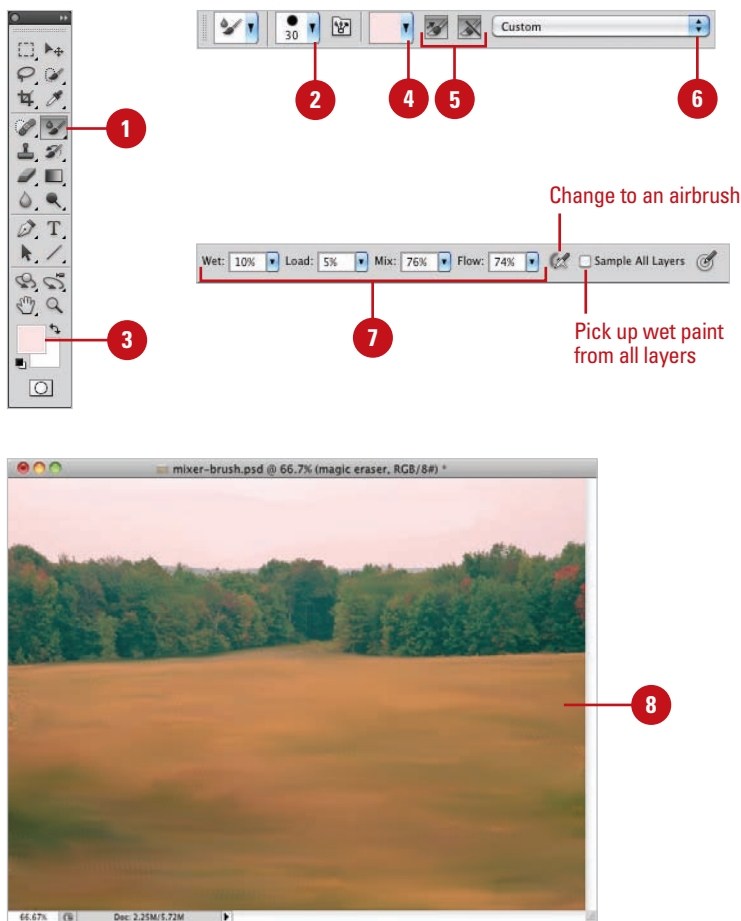 30
Custom
2
4
5
6
1
Change to an airbrush
Wet: 10% Load: 5% Mix: 76% Flow: 74% Sample All Layers
T
3
7
Pick up wet paint
from all layers
mixer-brush.psd @ 66.7% (magic eraser, RGB/8#) *
8
66.67% Doc: 2.25M/5.72M